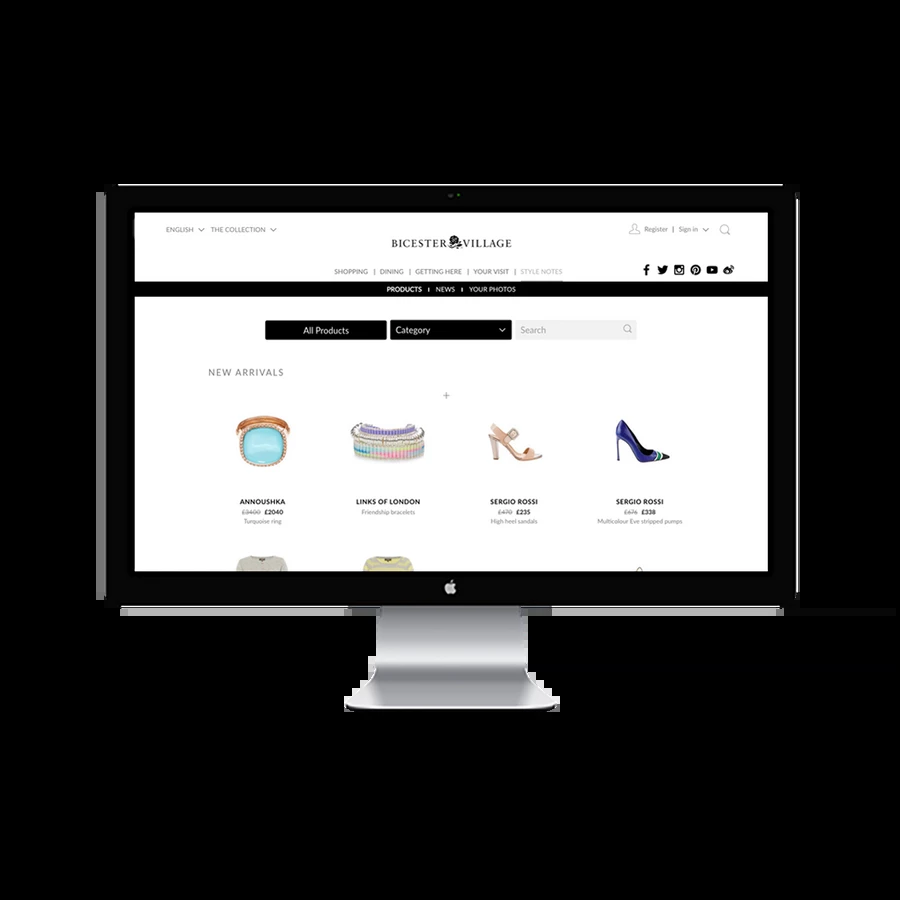 ENGLISH THE COLLECTION
Register | Sign in
BICESTER VILLAGE
SHOPPING | DINING | GETTING HERE | YOUR VISIT | STYLE NOTES
PRODUCTS | NEWS | YOUR PHOTOS
All Products Category Search
NEW ARRIVALS
ANNOUSHKA
£3400 £2040
Turquoise ring
LINKS OF LONDON
Friendship bracelets
SERGIO ROSSI
£470 £235
High heel sandals
SERGIO ROSSI
£676 £338
Multicolour Eve stripped pumps